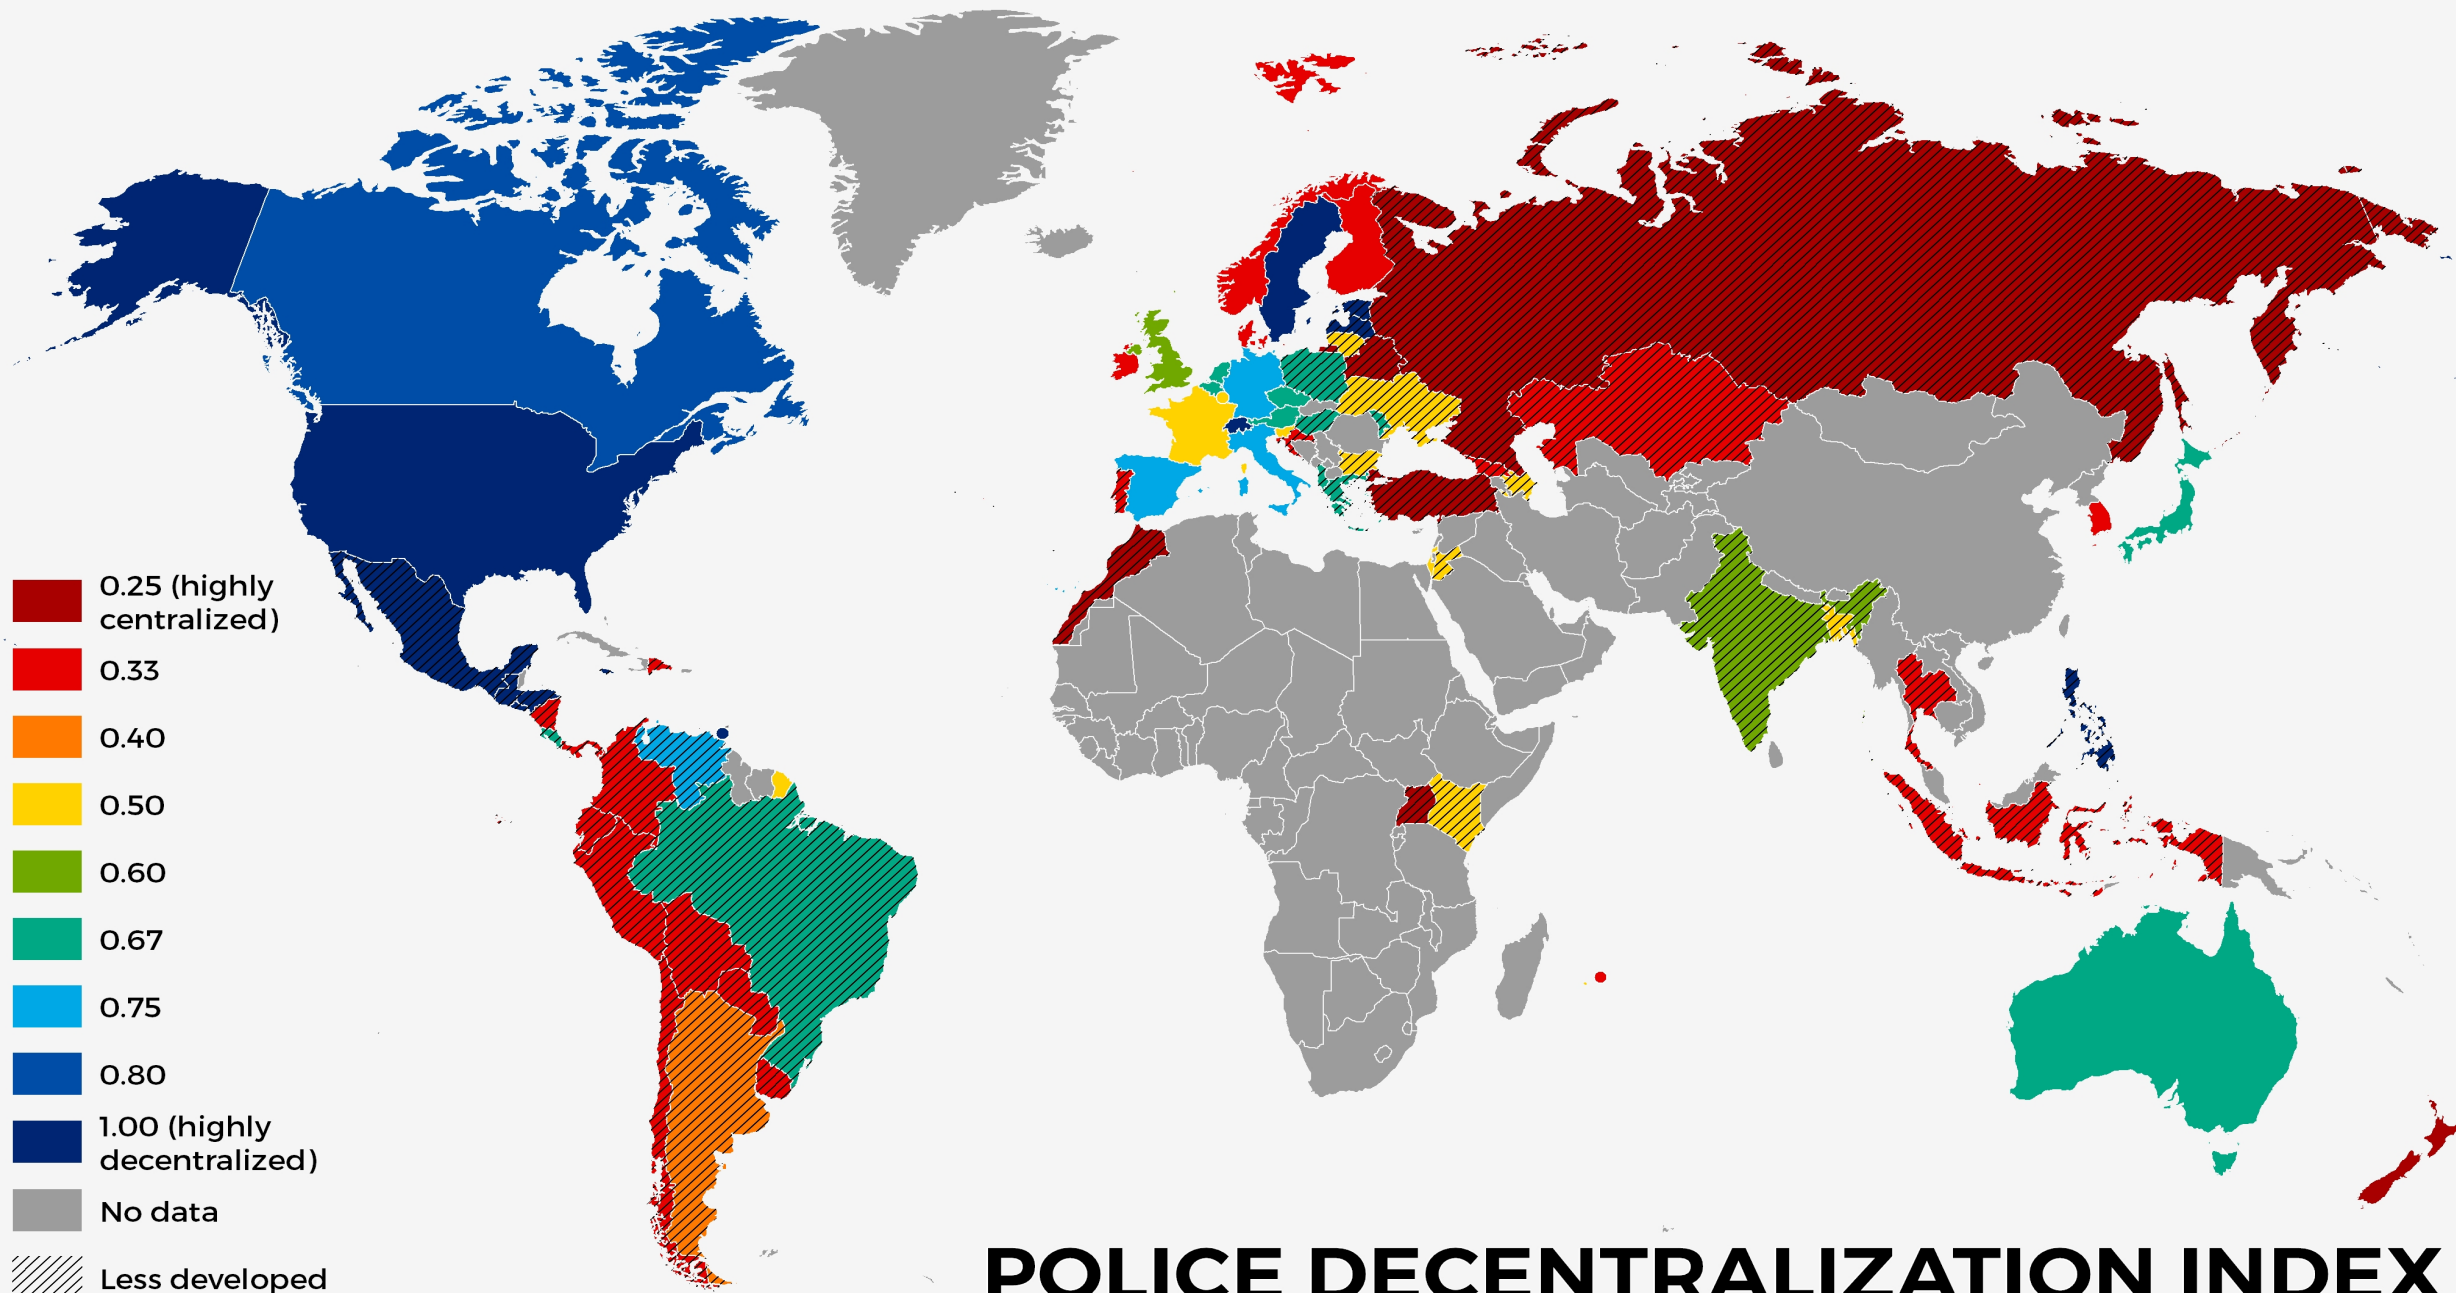 0.25 (highly
centralized)
0.33
0.40
0.50
0.60
0.67
0.75
0.80
1.00 (highly
decentralized)
No data
Less developed
POLICE DECENTRALIZATION INDEX